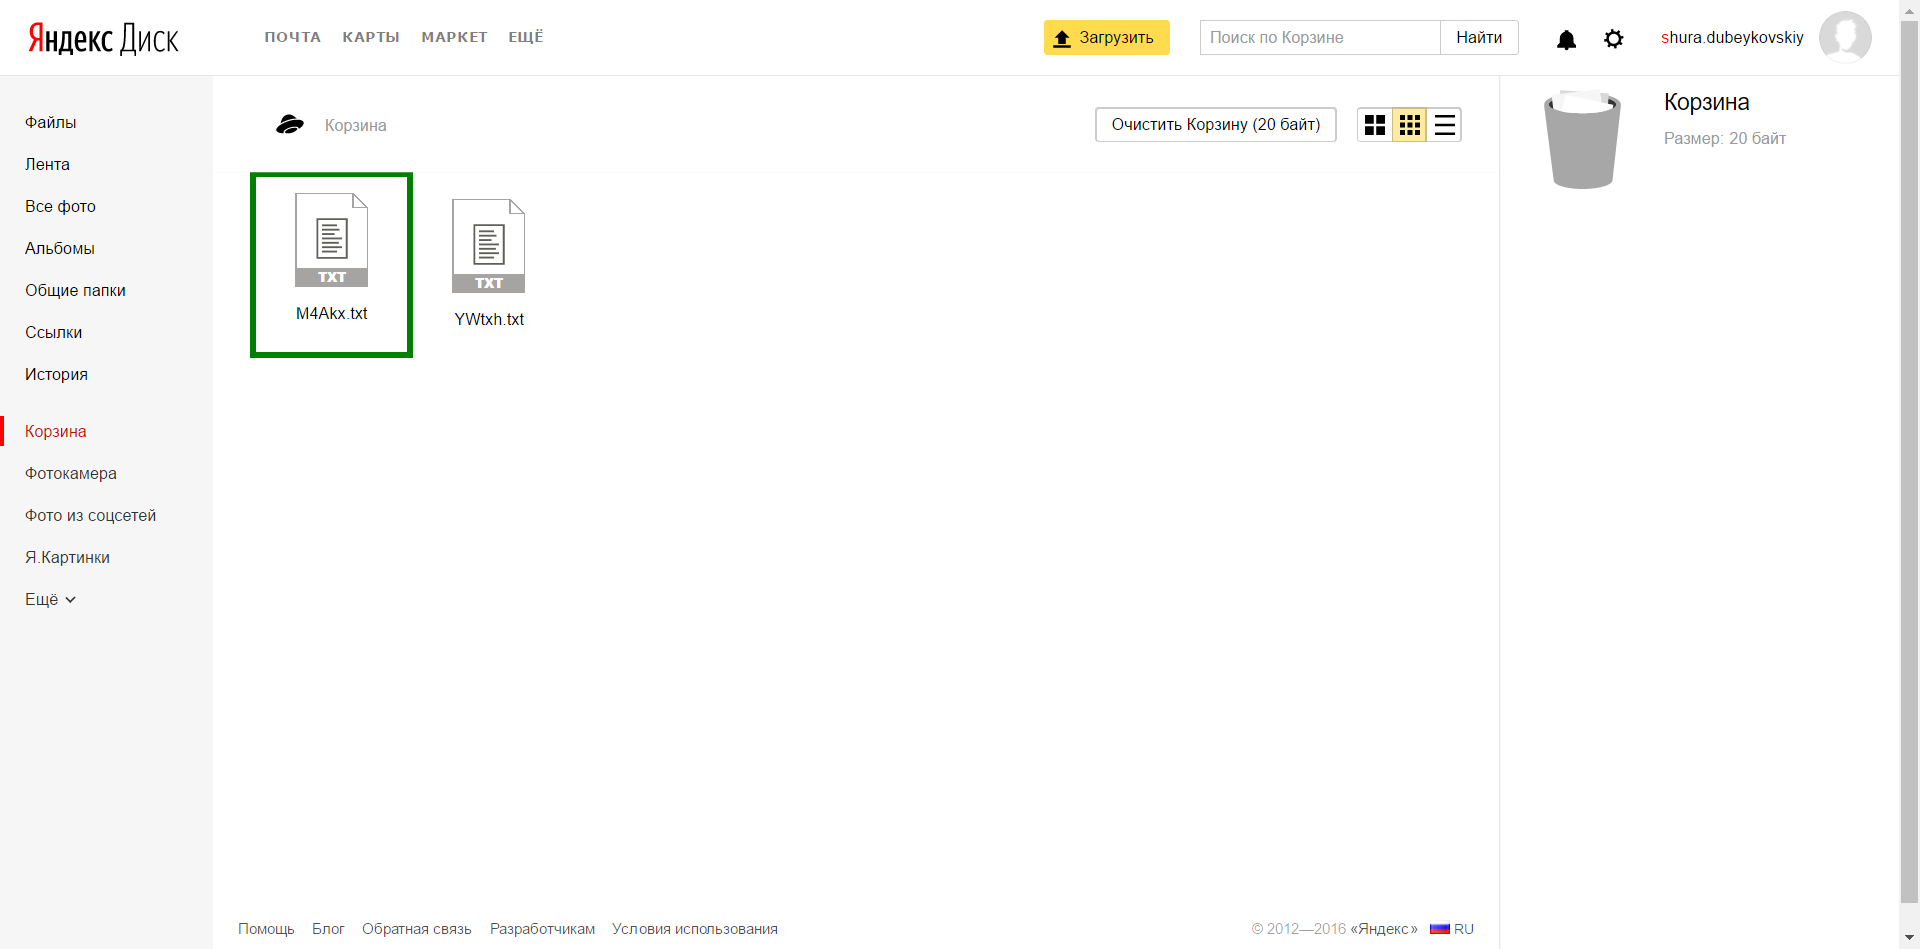 Яндекс Диск
ПОЧТА КАРТЫ МАРКЕТ ЕЩЁ
Загрузить
Поиск по Корзине
Найти
shura.dubeykovskiy
Файлы
Лента
Все фото
Альбомы
Общие папки
Ссылки
История
Корзина
Фотокамера
Фото из соцсетей
Я.Картинки
Ещё
Корзина
Очистить Корзину (20 байт)
TXT
M4Akx.txt
TXT
YWtxh.txt
Корзина
Размер: 20 байт
Помощь Блог Обратная связь Разработчикам Условия использования
© 2012—2016 «Яндекс» RU